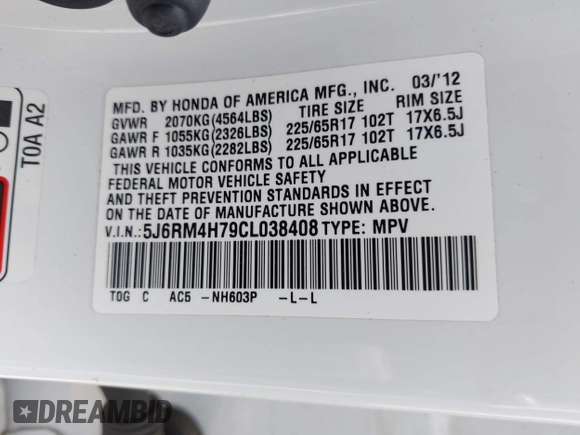 MFD. BY HONDA OF AMERICA MFG., INC. 03/'12
GVWR 2070KG(4564LBS) TIRE SIZE RIM SIZE
GAWR F 1055KG(2326LBS) 225/65R17 102T 17X6.5J
GAWR R 1035KG(2282LBS) 225/65R17 102T 17X6.5J
THIS VEHICLE CONFORMS TO ALL APPLICABLE
FEDERAL MOTOR VEHICLE SAFETY
AND THEFT PREVENTION STANDARDS IN EFFECT
ON THE DATE OF MANUFACTURE SHOWN ABOVE.
V.I.N.:5J6RM4H79CL038408 TYPE: MPV
T0G C AC5 -NH603P -L-L
T0A A2
DREAMBID